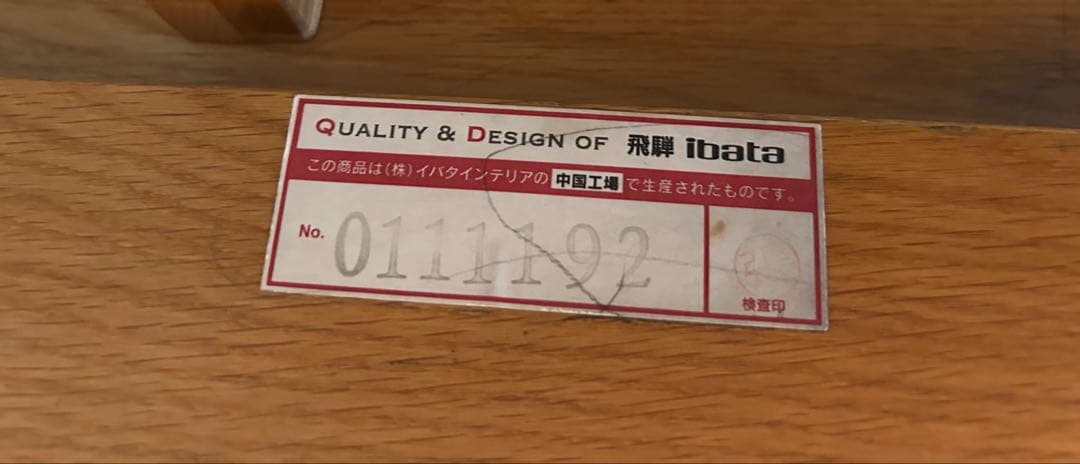 QUALITY & DESIGN OF 飛騨 ibata
この商品は(株)イバタインテリアの 中国工場 で生産されたものです。
No. 0111192
検査印